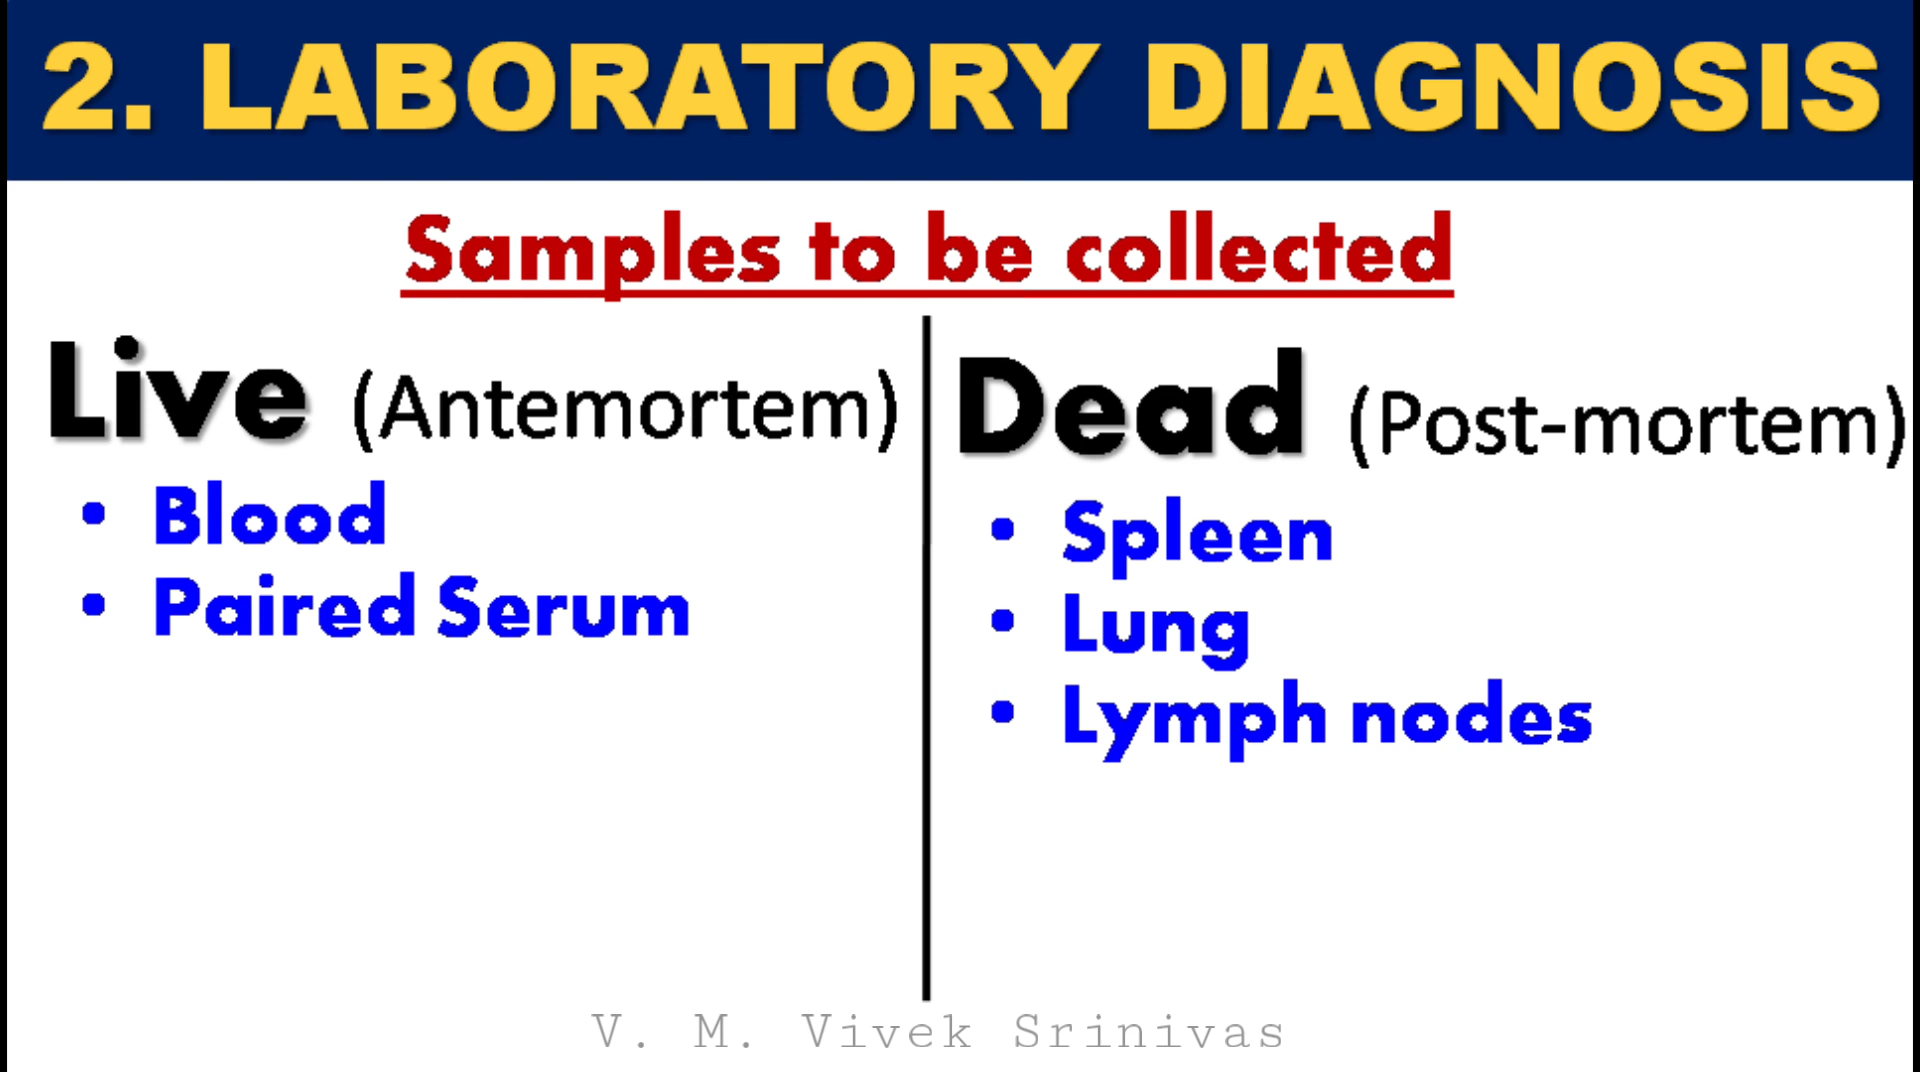 2. LABORATORY DIAGNOSIS
Samples to be collected
Live (Antemortem)
• Blood
• Paired Serum
Dead (Post-mortem)
• Spleen
• Lung
• Lymph nodes
V. M. Vivek Srinivas